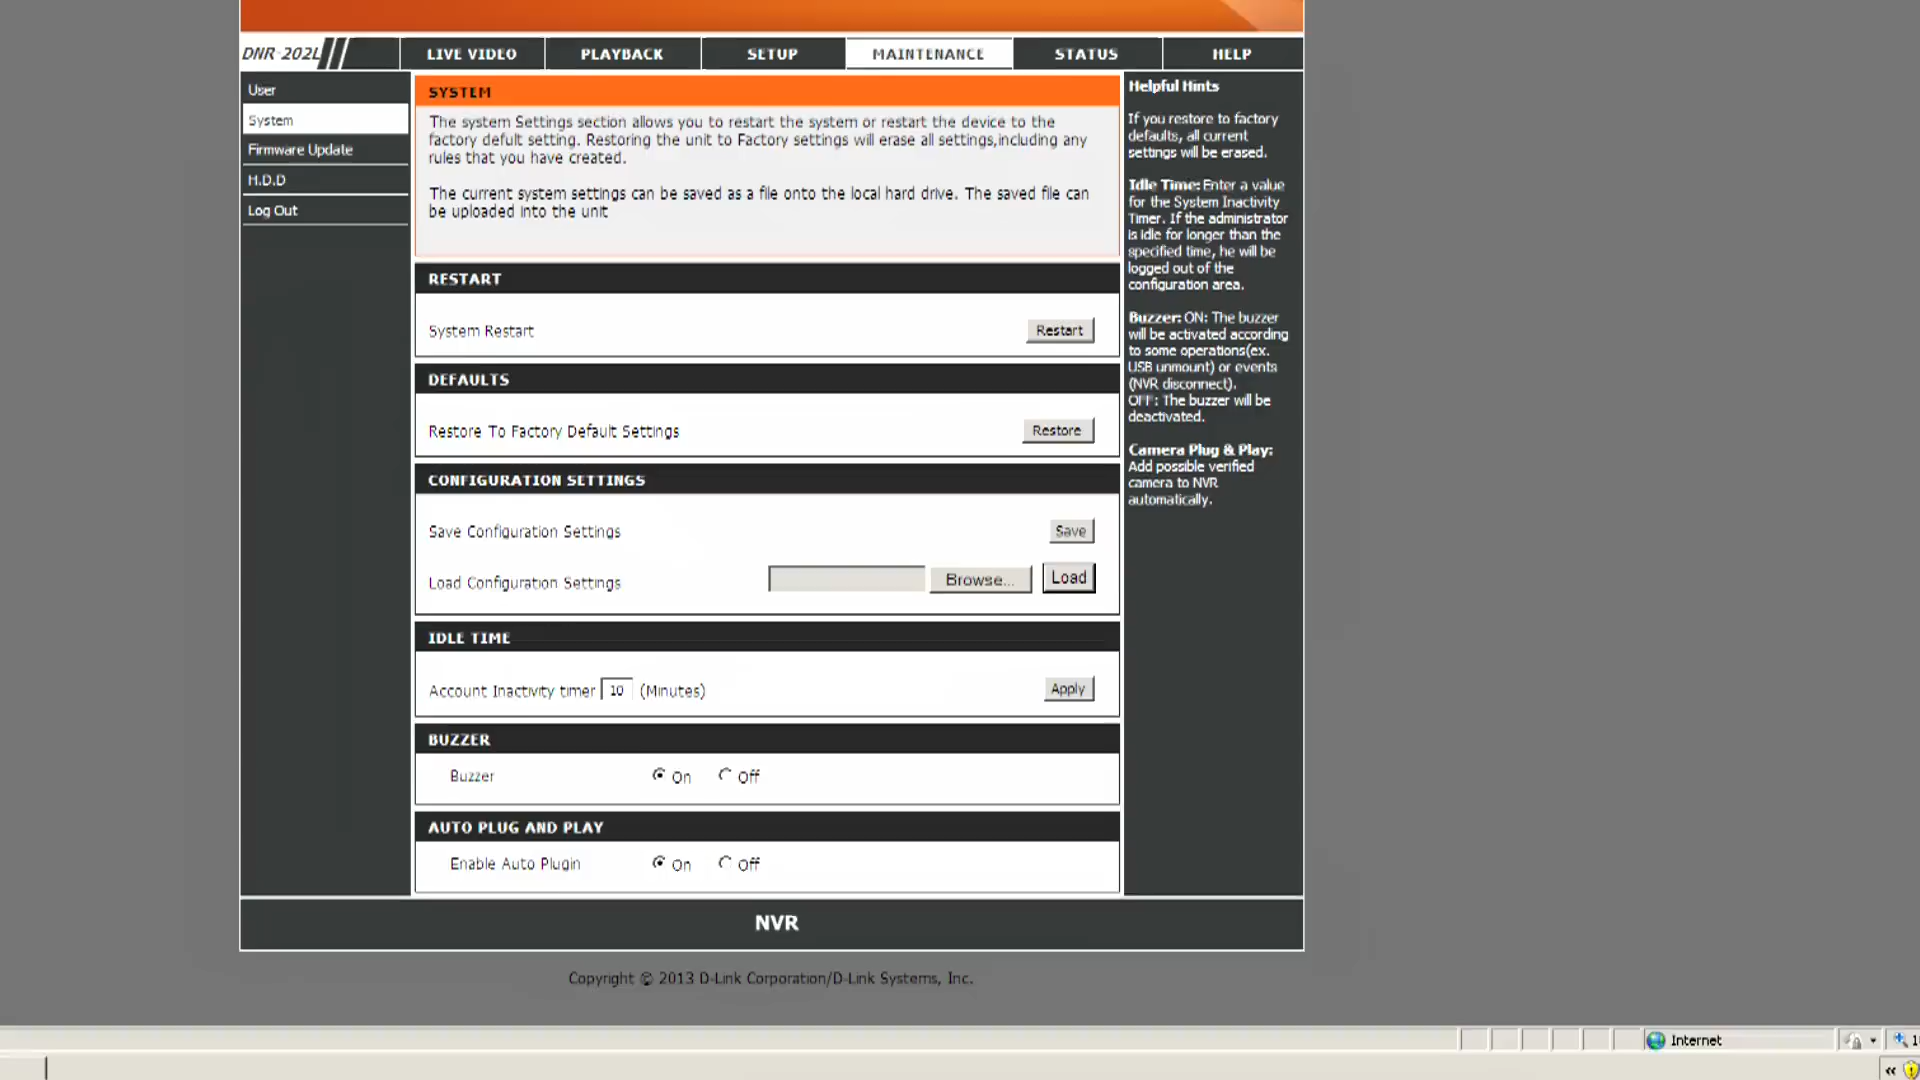 DNR-202L
LIVE VIDEO
PLAYBACK
SETUP
MAINTENANCE
STATUS
HELP
User
System
Firmware Update
H.D.D
Log Out
SYSTEM
The system Settings section allows you to restart the system or restart the device to the
factory defult setting. Restoring the unit to Factory settings will erase all settings,including any
rules that you have created.
The current system settings can be saved as a file onto the local hard drive. The saved file can
be uploaded into the unit
RESTART
System Restart
Restart
DEFAULTS
Restore To Factory Default Settings
Restore
CONFIGURATION SETTINGS
Save Configuration Settings
Save
Load Configuration Settings
Browse...
Load
IDLE TIME
Account Inactivity timer 10 (Minutes)
Apply
BUZZER
Buzzer
On
Off
AUTO PLUG AND PLAY
Enable Auto Plugin
On
Off
Helpful Hints
If you restore to factory
defaults, all current
settings will be erased.
Idle Time: Enter a value
for the System Inactivity
Timer. If the administrator
is idle for longer than the
specified time, he will be
logged out of the
configuration area.
Buzzer: ON: The buzzer
will be activated according
to some operations(ex.
USB unmount) or events
(NVR disconnect).
OFF: The buzzer will be
deactivated.
Camera Plug & Play:
Add possible verified
camera to NVR
automatically.
NVR
Copyright © 2013 D-Link Corporation/D-Link Systems, Inc.
Internet